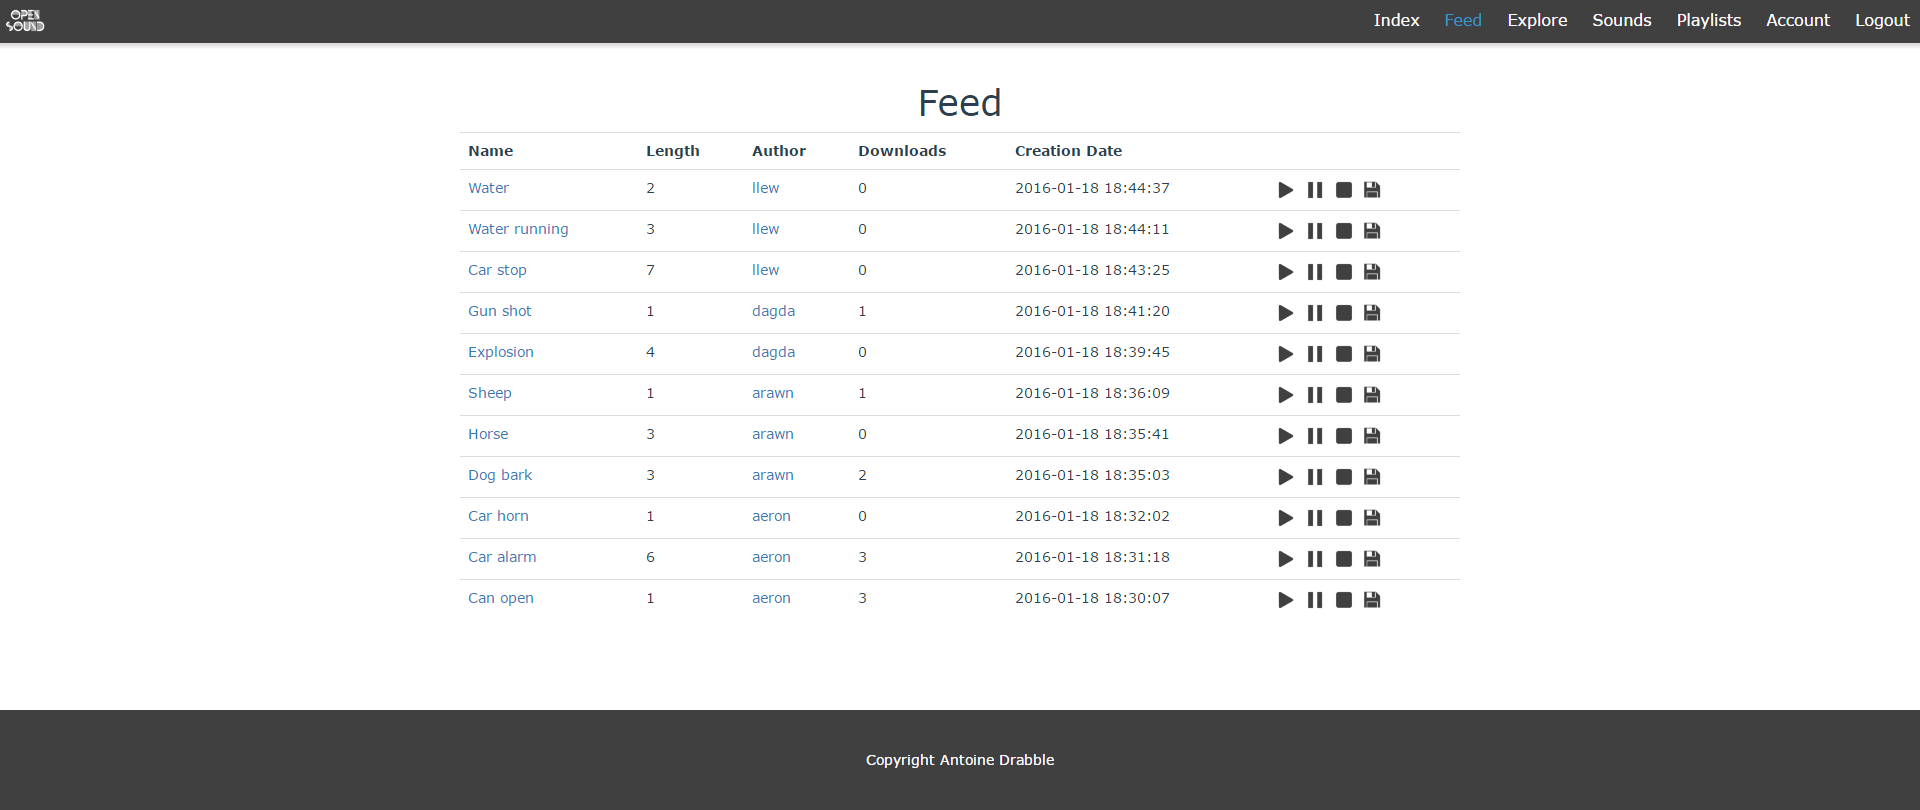 OPEN
SOUND
Index Feed Explore Sounds Playlists Account Logout
Feed
Name Length Author Downloads Creation Date
Water 2 llew 0 2016-01-18 18:44:37
Water running 3 llew 0 2016-01-18 18:44:11
Car stop 7 llew 0 2016-01-18 18:43:25
Gun shot 1 dagda 1 2016-01-18 18:41:20
Explosion 4 dagda 0 2016-01-18 18:39:45
Sheep 1 arawn 1 2016-01-18 18:36:09
Horse 3 arawn 0 2016-01-18 18:35:41
Dog bark 3 arawn 2 2016-01-18 18:35:03
Car horn 1 aeron 0 2016-01-18 18:32:02
Car alarm 6 aeron 3 2016-01-18 18:31:18
Can open 1 aeron 3 2016-01-18 18:30:07
Copyright Antoine Drabble